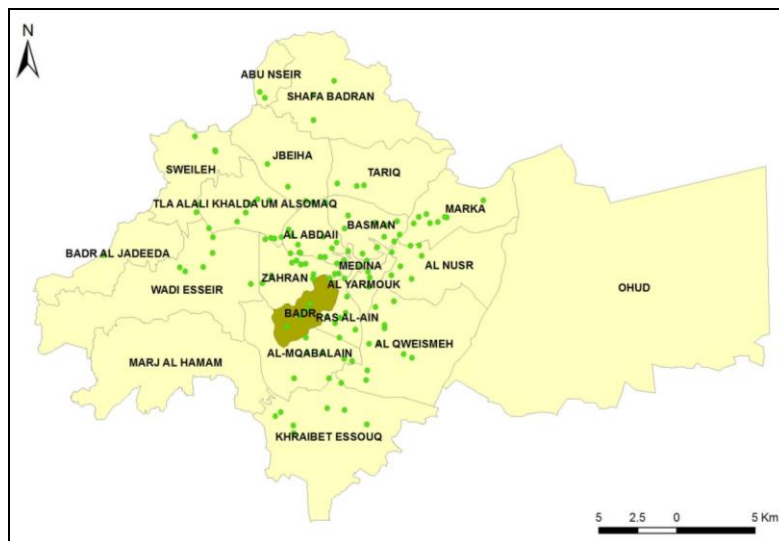 N
ABU NSEIR
SHAFA BADRAN
JBEIHA
SWEILEH
TARIQ
TLA ALALI KHALDA UM ALSOMAQ
MARKA
BASMAN
AL ABDAII
BADR AL JADEEDA
MEDINA
AL NUSR
ZAHRAN
AL YARMOUK
WADI ESSEIR
OHUD
BADR
RAS AL-AIN
AL QWEISMEH
AL-MQABALAIN
MARJ AL HAMAM
KHRAIBET ESSOUQ
5 2.5 0 5 Km